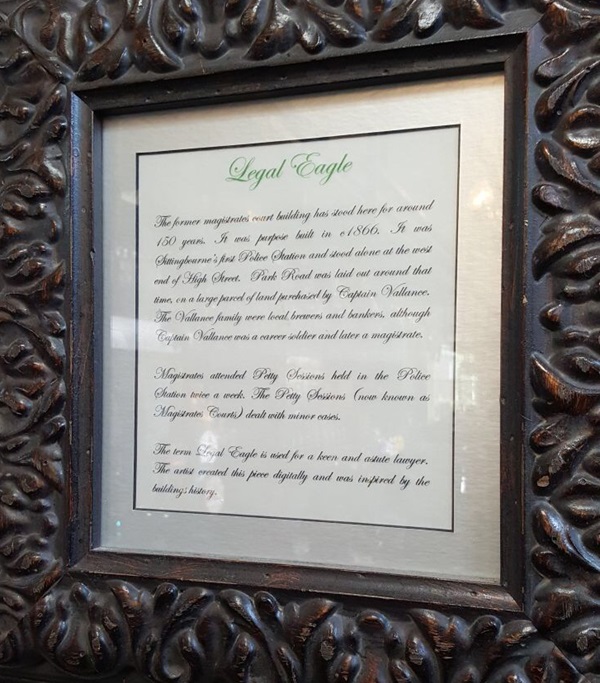 Legal Eagle
The former magistrates court building has stood here for around
150 years. It was purpose built in c1866. It was
Sittingbourne's first Police Station and stood alone at the west
end of High Street. Park Road was laid out around that
time, on a large parcel of land purchased by Captain Vallance.
The Vallance family were local brewers and bankers, although
Captain Vallance was a career soldier and later a magistrate.
Magistrates attended Petty Sessions held in the Police
Station twice a week. The Petty Sessions (now known as
Magistrates Courts) dealt with minor cases.
The term Legal Eagle is used for a keen and astute lawyer.
The artist created this piece digitally and was inspired by the
buildings history.